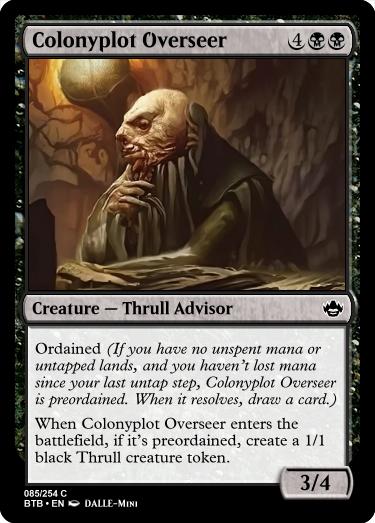 Colonyplot Overseer 4
Creature — Thrull Advisor
Ordained (If you have no unspent mana or
untapped lands, and you haven't lost mana
since your last untap step, Colonyplot Overseer
is preordained. When it resolves, draw a card.)
When Colonyplot Overseer enters the
battlefield, if it's preordained, create a 1/1
black Thrull creature token.
3/4
085/254 C
BTB • EN DALLE-Mini